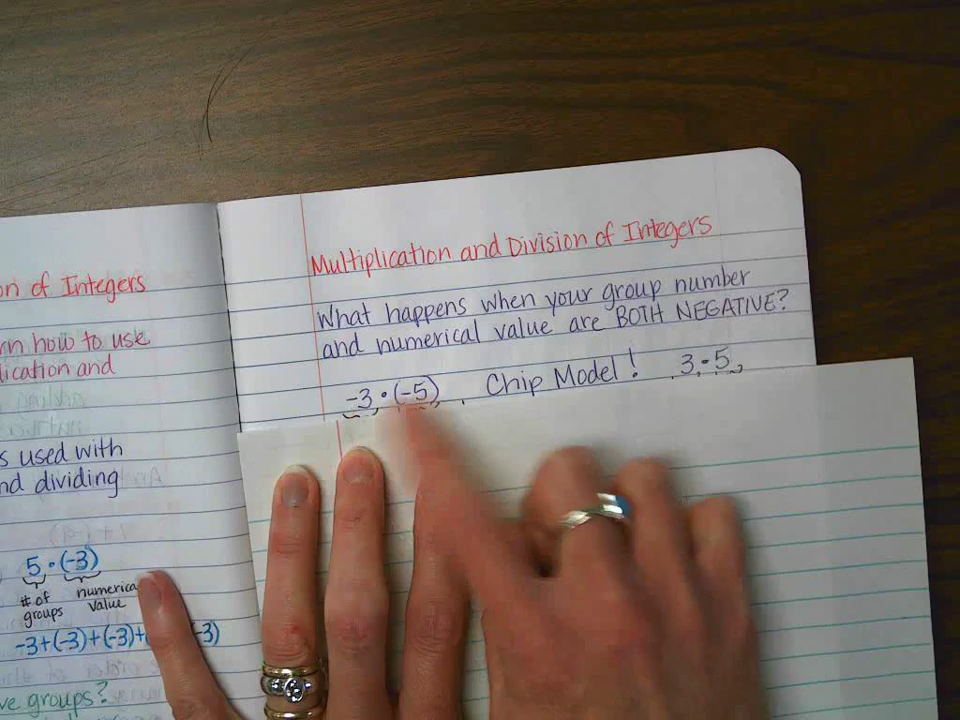 on of Integers
rn how to use
lication and
s used with
nd dividing
5 • (-3)
# of groups
numerica
value
-3+(-3)+(-3)+ -3)
ve groups?
Multiplication and Division of Integers
What happens when your group number
and numerical value are BOTH NEGATIVE?
-3 • (-5) Chip Model! 3 • 5